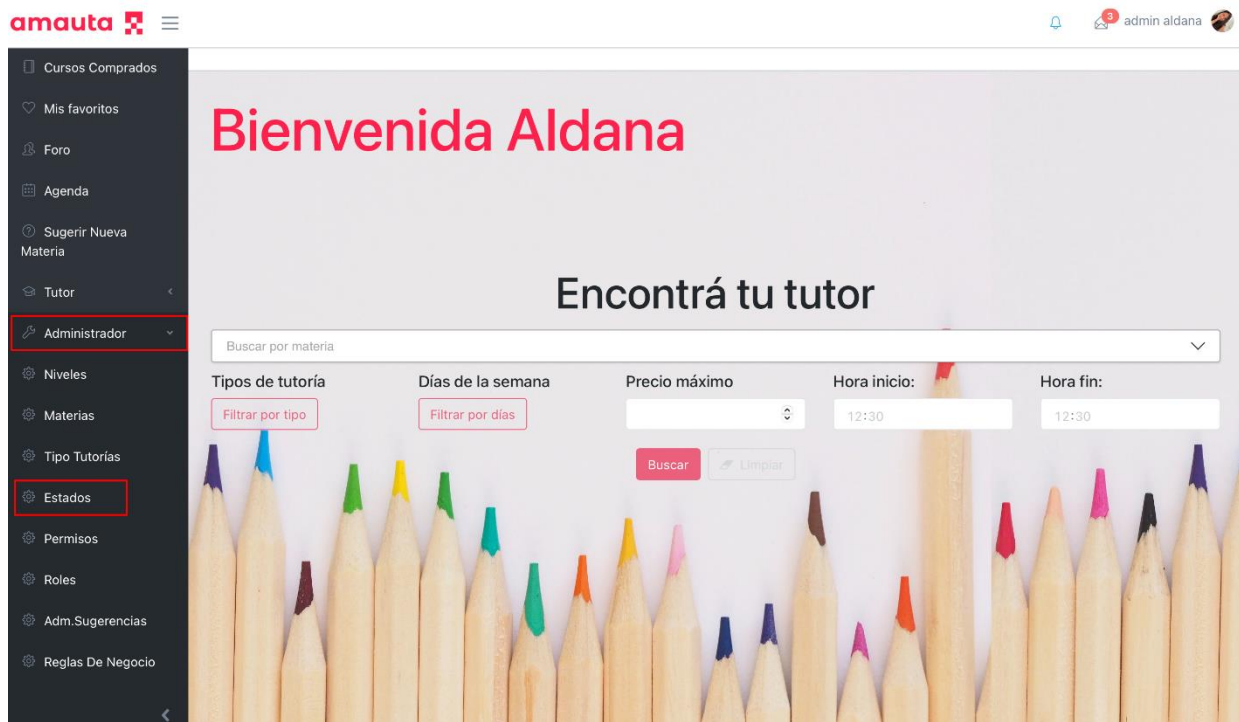 amauta
3
admin aldana
Cursos Comprados
Mis favoritos
Foro
Agenda
Sugerir Nueva
Materia
Tutor
Administrador
Niveles
Materias
Tipo Tutorías
Estados
Permisos
Roles
Adm.Sugerencias
Reglas De Negocio
Bienvenida Aldana
Encontrá tu tutor
Buscar por materia
Tipos de tutoría
Días de la semana
Precio máximo
Hora inicio:
Hora fin:
Filtrar por tipo
Filtrar por días
12:30
12:30
Buscar
Limpiar